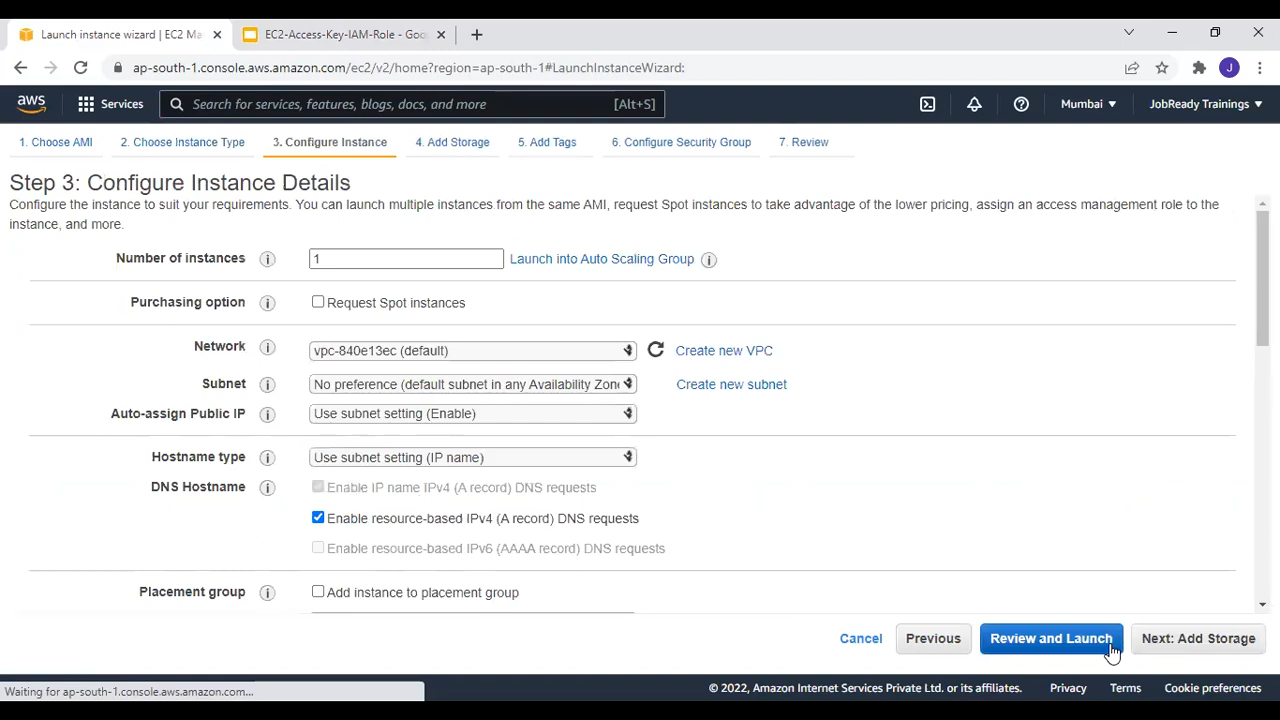 Launch instance wizard | EC2 Ma
EC2-Access-Key-IAM-Role - Goo
ap-south-1.console.aws.amazon.com/ec2/v2/home?region=ap-south-1#LaunchInstanceWizard:
J
aws
Services
Search for services, features, blogs, docs, and more
[Alt+S]
Mumbai
JobReady Trainings
1. Choose AMI
2. Choose Instance Type
3. Configure Instance
4. Add Storage
5. Add Tags
6. Configure Security Group
7. Review
Step 3: Configure Instance Details
Configure the instance to suit your requirements. You can launch multiple instances from the same AMI, request Spot instances to take advantage of the lower pricing, assign an access management role to the
instance, and more.
Number of instances
1
Launch into Auto Scaling Group
Purchasing option
Request Spot instances
Network
vpc-840e13ec (default)
Create new VPC
Subnet
No preference (default subnet in any Availability Zone
Create new subnet
Auto-assign Public IP
Use subnet setting (Enable)
Hostname type
Use subnet setting (IP name)
DNS Hostname
Enable IP name IPv4 (A record) DNS requests
Enable resource-based IPv4 (A record) DNS requests
Enable resource-based IPv6 (AAAA record) DNS requests
Placement group
Add instance to placement group
Cancel
Previous
Review and Launch
Next: Add Storage
Waiting for ap-south-1.console.aws.amazon.com...
© 2022, Amazon Internet Services Private Ltd. or its affiliates.
Privacy
Terms
Cookie preferences